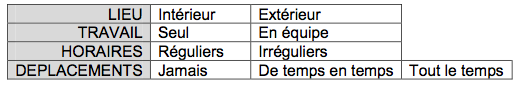 LIEU Intérieur Extérieur
TRAVAIL Seul En équipe
HORAIRES Réguliers Irréguliers
DEPLACEMENTS Jamais De temps en temps Tout le temps